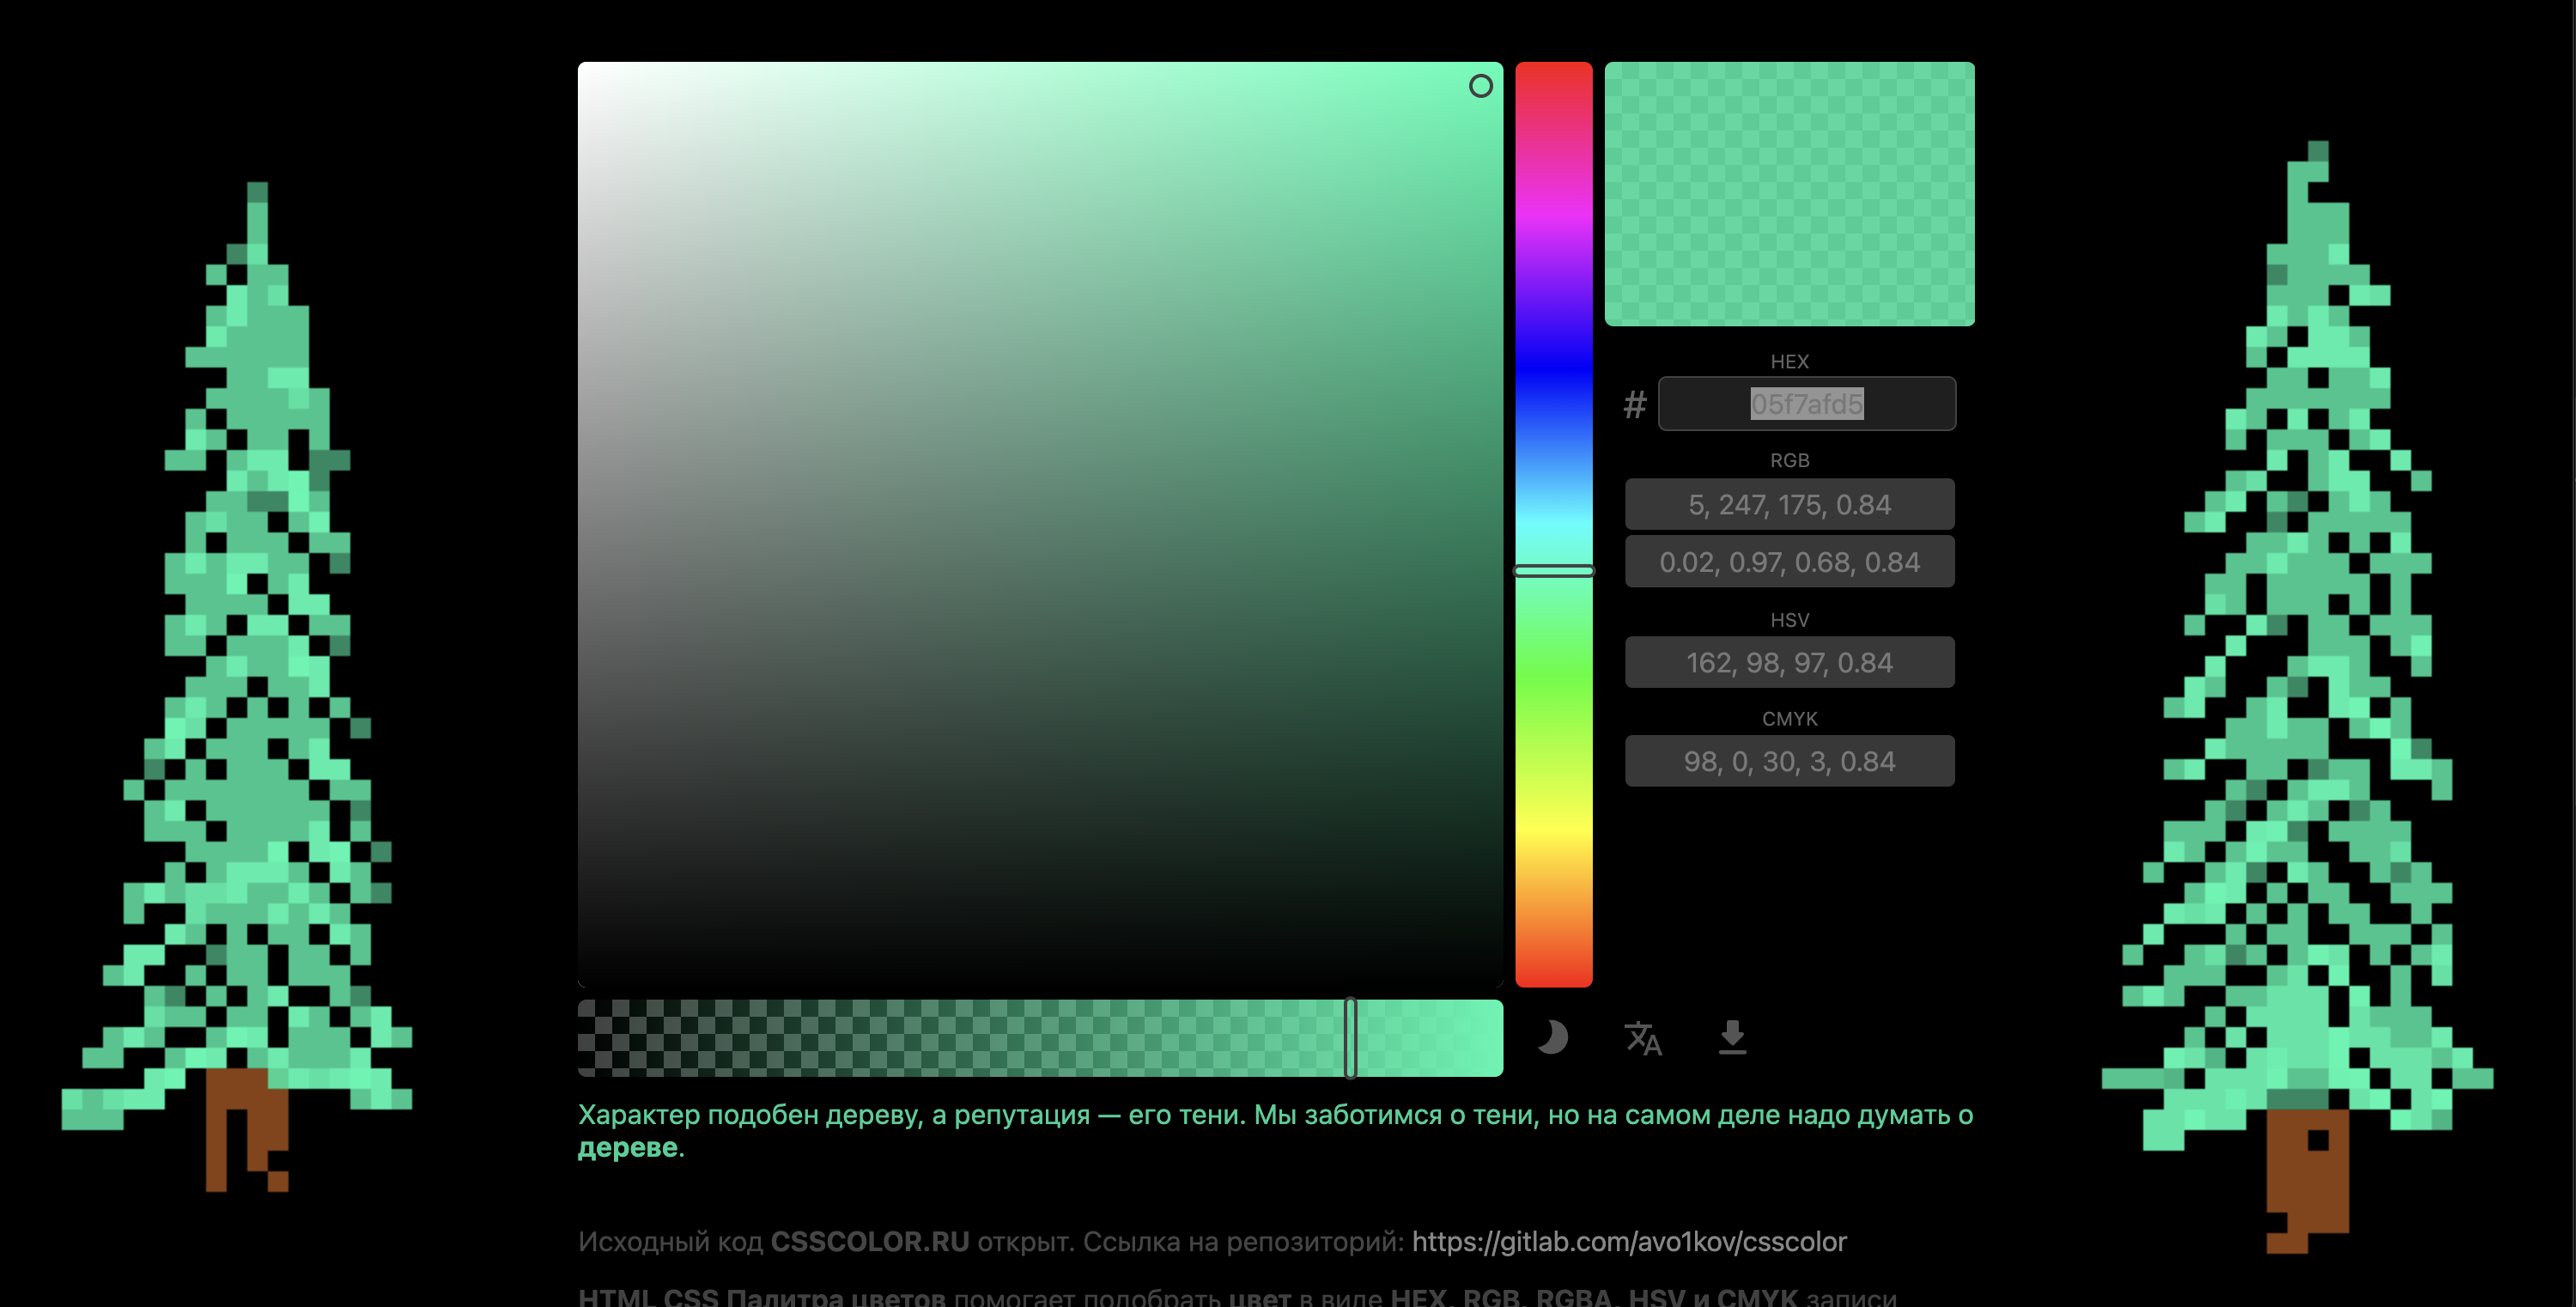 HEX
# 05f7afd5
RGB
5, 247, 175, 0.84
0.02, 0.97, 0.68, 0.84
HSV
162, 98, 97, 0.84
CMYK
98, 0, 30, 3, 0.84
Характер подобен дереву, а репутация — его тени. Мы заботимся о тени, но на самом деле надо думать о
дереве.
Исходный код CSSCOLOR.RU открыт. Ссылка на репозиторий: https://gitlab.com/avo1kov/csscolor
HTML CSS Палитра цветов помогает подобрать цвет в виде HEX, RGB, RGBA, HSV и CMYK записи